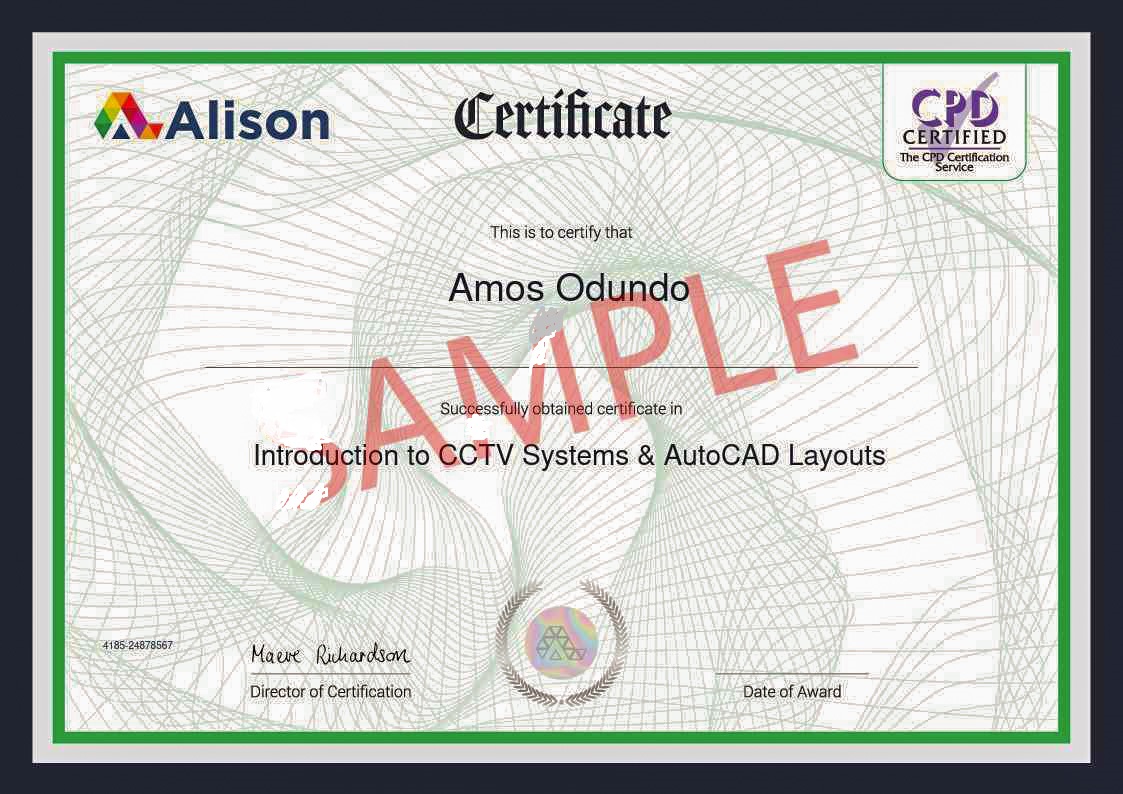 Alison
Certificate
CPD
CERTIFIED
The CPD Certification
Service
This is to certify that
Amos Odundo
SAMPLE
Successfully obtained certificate in
Introduction to CCTV Systems & AutoCAD Layouts
4185-24878567
Maeve Richardson
Director of Certification
Date of Award